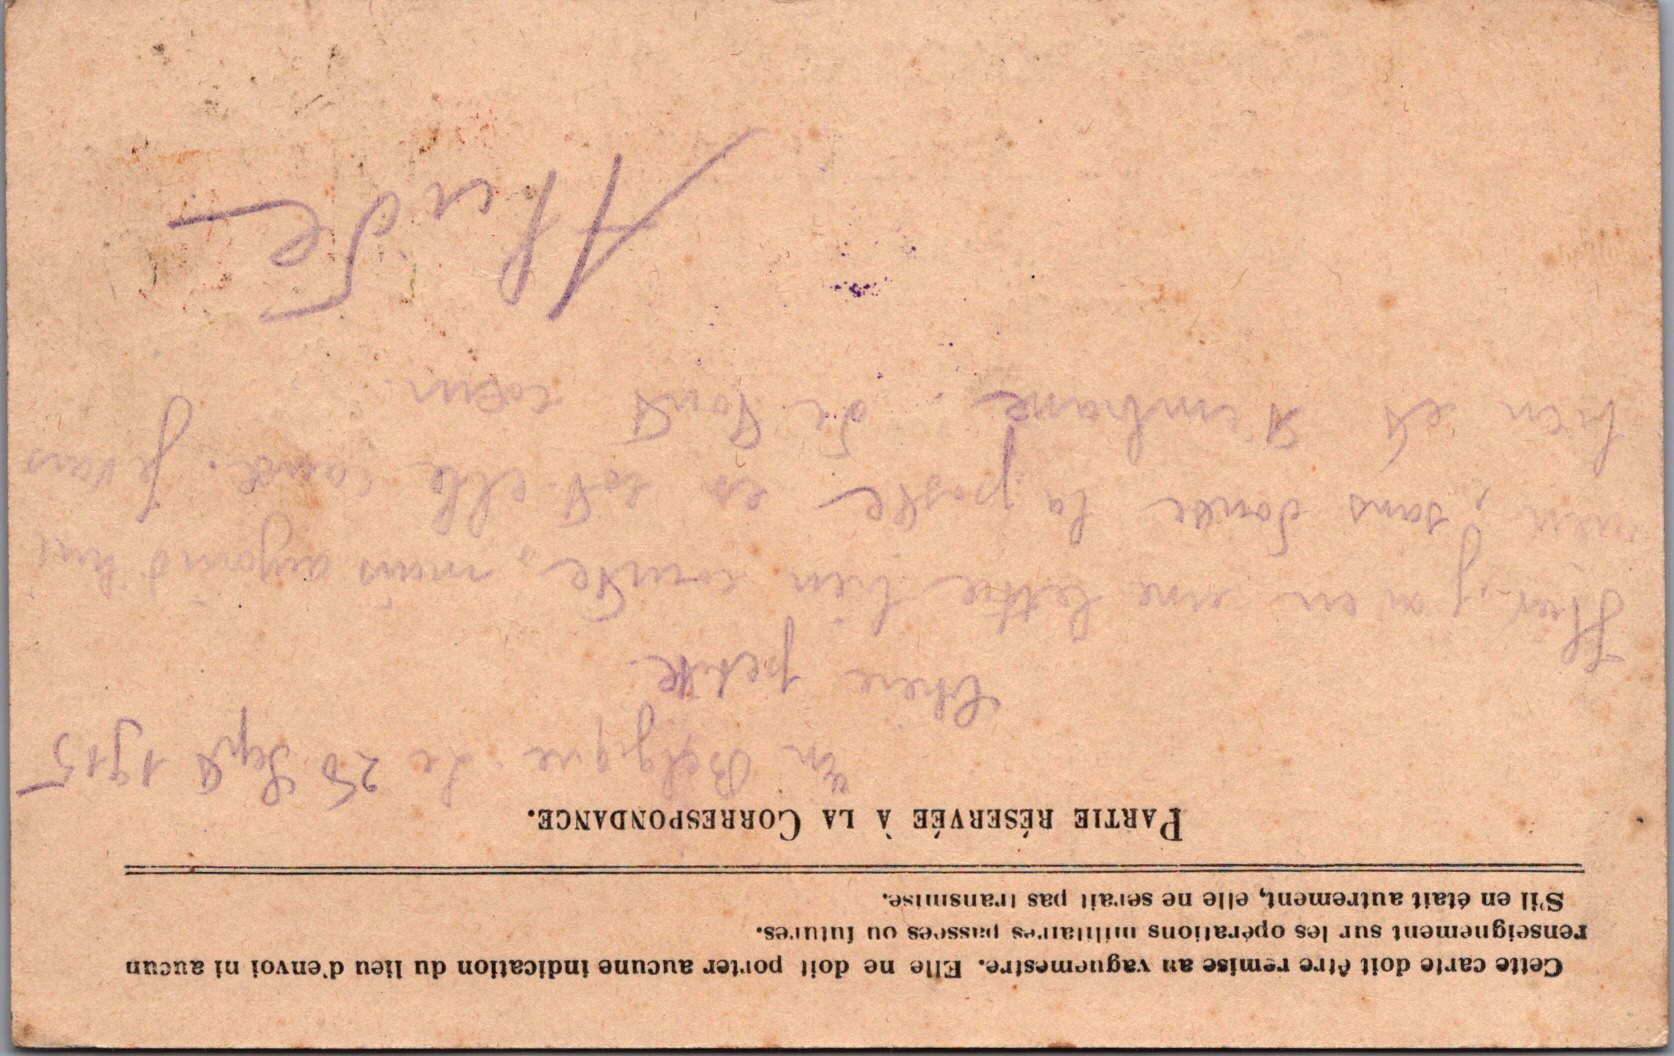 Cette carte doit être remise au vaguemestre. Elle ne doit porter aucune indication du lieu d'envoi ni aucun
renseignement sur les opérations militaires passées ou futures.
S'il en était autrement, elle ne serait pas transmise.
PARTIE RÉSERVÉE À LA CORRESPONDANCE.
En Belgique le 25 Sept 1915
Chère petite
Hier, j'ai eu une lettre bien courte, mais aujourd'hui
rien, sans doute la poste en est elle cause. Je vais
bien et t'embrasse de tout cœur.